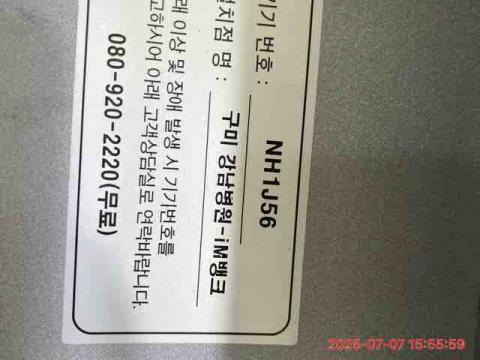 기기 번호 : NH1J56
설치점 명 : 구미 강남병원-iM뱅크
래 이상 및 장애 발생 시 기기번호를
고하시어 아래 고객상담실로 연락바랍니다.
080-920-2220(무료)
2025-07-07 15:55:59